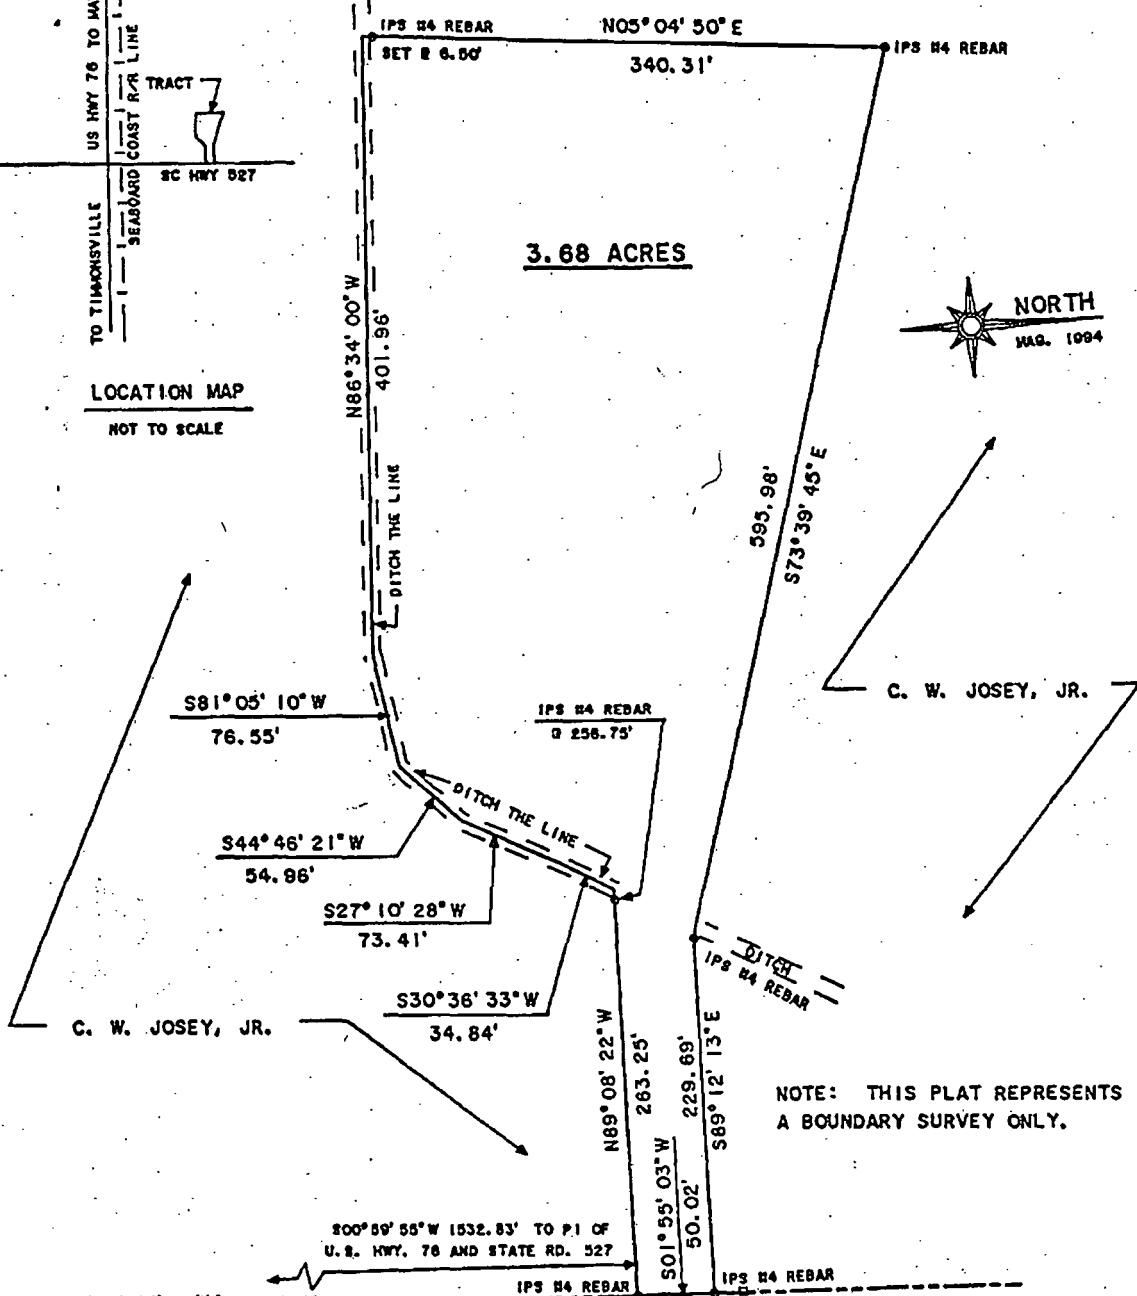 US HWY 76 TO MA
SEABOARD COAST R/R LINE
TO TIMMONSVILLE
TRACT
SC HWY 527
LOCATION MAP
NOT TO SCALE
IPS #4 REBAR
SET @ 6.50'
N05° 04' 50" E
340.31'
IPS #4 REBAR
3.68 ACRES
NORTH
MAG. 1994
N86° 34' 00" W
401.96'
DITCH THE LINE
595.98'
S73° 39' 45" E
C. W. JOSEY, JR.
S81° 05' 10" W
76.55'
IPS #4 REBAR
@ 256.75'
DITCH THE LINE
S44° 46' 21" W
54.96'
S27° 10' 28" W
73.41'
S30° 36' 33" W
34.84'
DITCH
IPS #4 REBAR
C. W. JOSEY, JR.
N89° 08' 22" W
263.25'
229.69'
S89° 12' 13" E
NOTE: THIS PLAT REPRESENTS
A BOUNDARY SURVEY ONLY.
S01° 55' 03" W
50.02'
S00° 59' 55" W 1532.83' TO PI OF
U.S. HWY. 76 AND STATE RD. 527
IPS #4 REBAR
IPS #4 REBAR